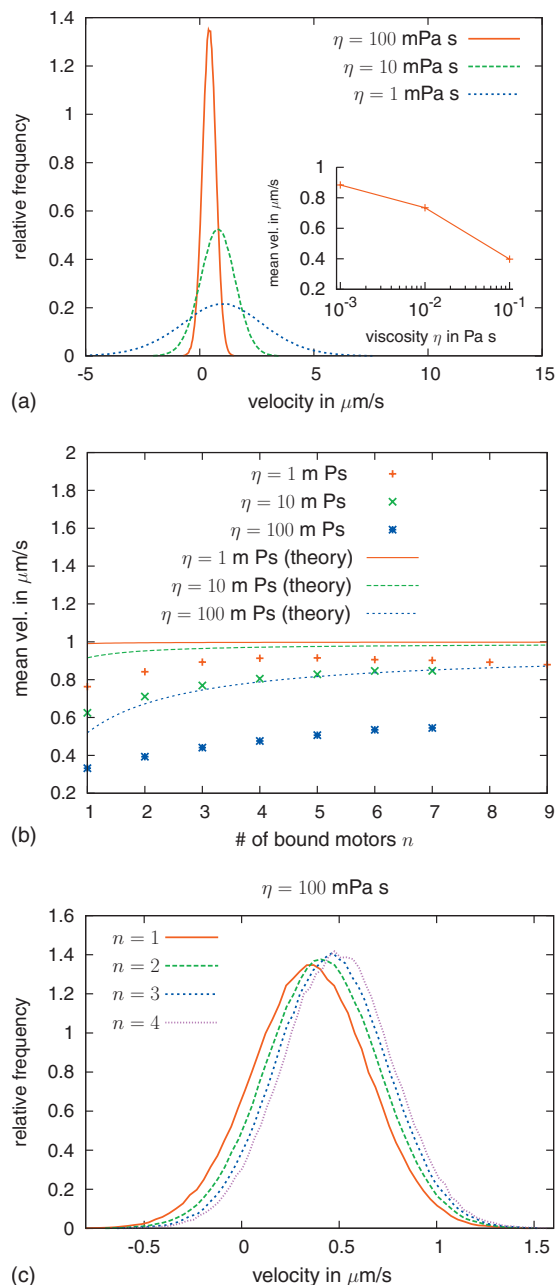 1.4
1.2
1
0.8
0.6
0.4
0.2
0
relative frequency
η = 100 mPa s
η = 10 mPa s
η = 1 mPa s
1
0.8
0.6
0.4
0.2
mean vel. in μm/s
10⁻³ 10⁻² 10⁻¹
viscosity η in Pa s
-5 0 5 10 15
velocity in μm/s
(a)
2
1.8
1.6
1.4
1.2
1
0.8
0.6
0.4
0.2
mean vel. in μm/s
η = 1 m Ps
η = 10 m Ps
η = 100 m Ps
η = 1 m Ps (theory)
η = 10 m Ps (theory)
η = 100 m Ps (theory)
1 2 3 4 5 6 7 8 9
# of bound motors n
(b)
η = 100 mPa s
1.6
1.4
1.2
1
0.8
0.6
0.4
0.2
0
relative frequency
n = 1
n = 2
n = 3
n = 4
-0.5 0 0.5 1 1.5
velocity in μm/s
(c)